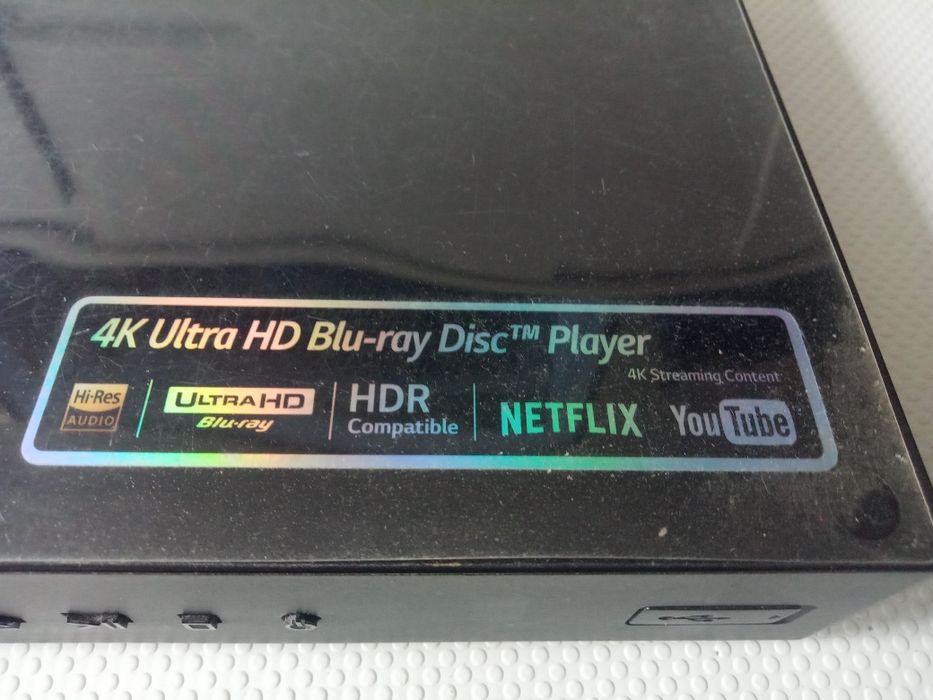 4K Ultra HD Blu-ray Disc™ Player
4K Streaming Content
Hi-Res
AUDIO
ULTRA HD
Blu-ray
HDR
Compatible
NETFLIX
YouTube